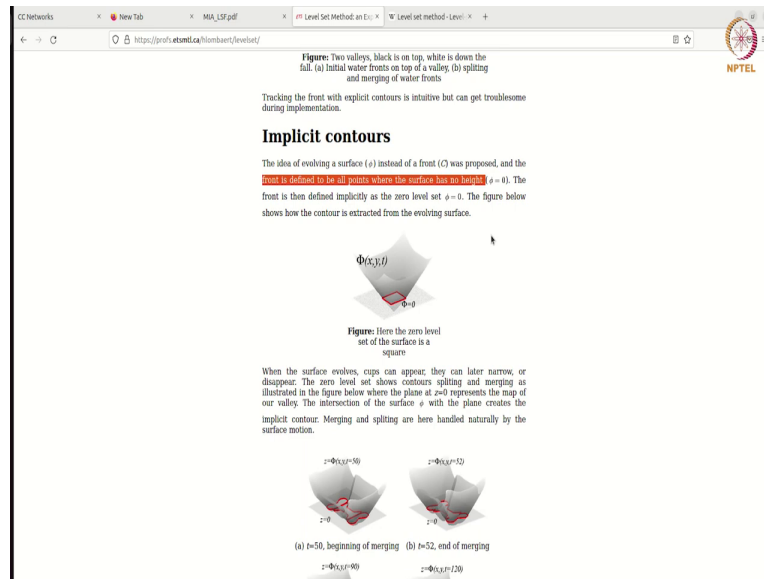 CC Networks × New Tab × MIA_LSF.pdf × Level Set Method: an Ex × Level set method - Level × +
https://profs.etsmtl.ca/hlombaert/levelset/
NPTEL
Figure: Two valleys, black is on top, white is down the
fall. (a) Initial water fronts on top of a valley, (b) spliting
and merging of water fronts
Tracking the front with explicit contours is intuitive but can get troublesome
during implementation.
Implicit contours
The idea of evolving a surface (ϕ) instead of a front (C) was proposed, and the
front is defined to be all points where the surface has no height (ϕ = 0). The
front is then defined implicitly as the zero level set ϕ = 0. The figure below
shows how the contour is extracted from the evolving surface.
Φ(x,y,t)
Φ=0
Figure: Here the zero level
set of the surface is a
square
When the surface evolves, cups can appear, they can later narrow, or
disappear. The zero level set shows contours spliting and merging as
illustrated in the figure below where the plane at z=0 represents the map of
our valley. The intersection of the surface ϕ with the plane creates the
implicit contour. Merging and spliting are here handled naturally by the
surface motion.
z=Φ(x,y,t=50) z=Φ(x,y,t=52)
z=0 z=0
(a) t=50, beginning of merging (b) t=52, end of merging
z=Φ(x,y,t=90) z=Φ(x,y,t=120)